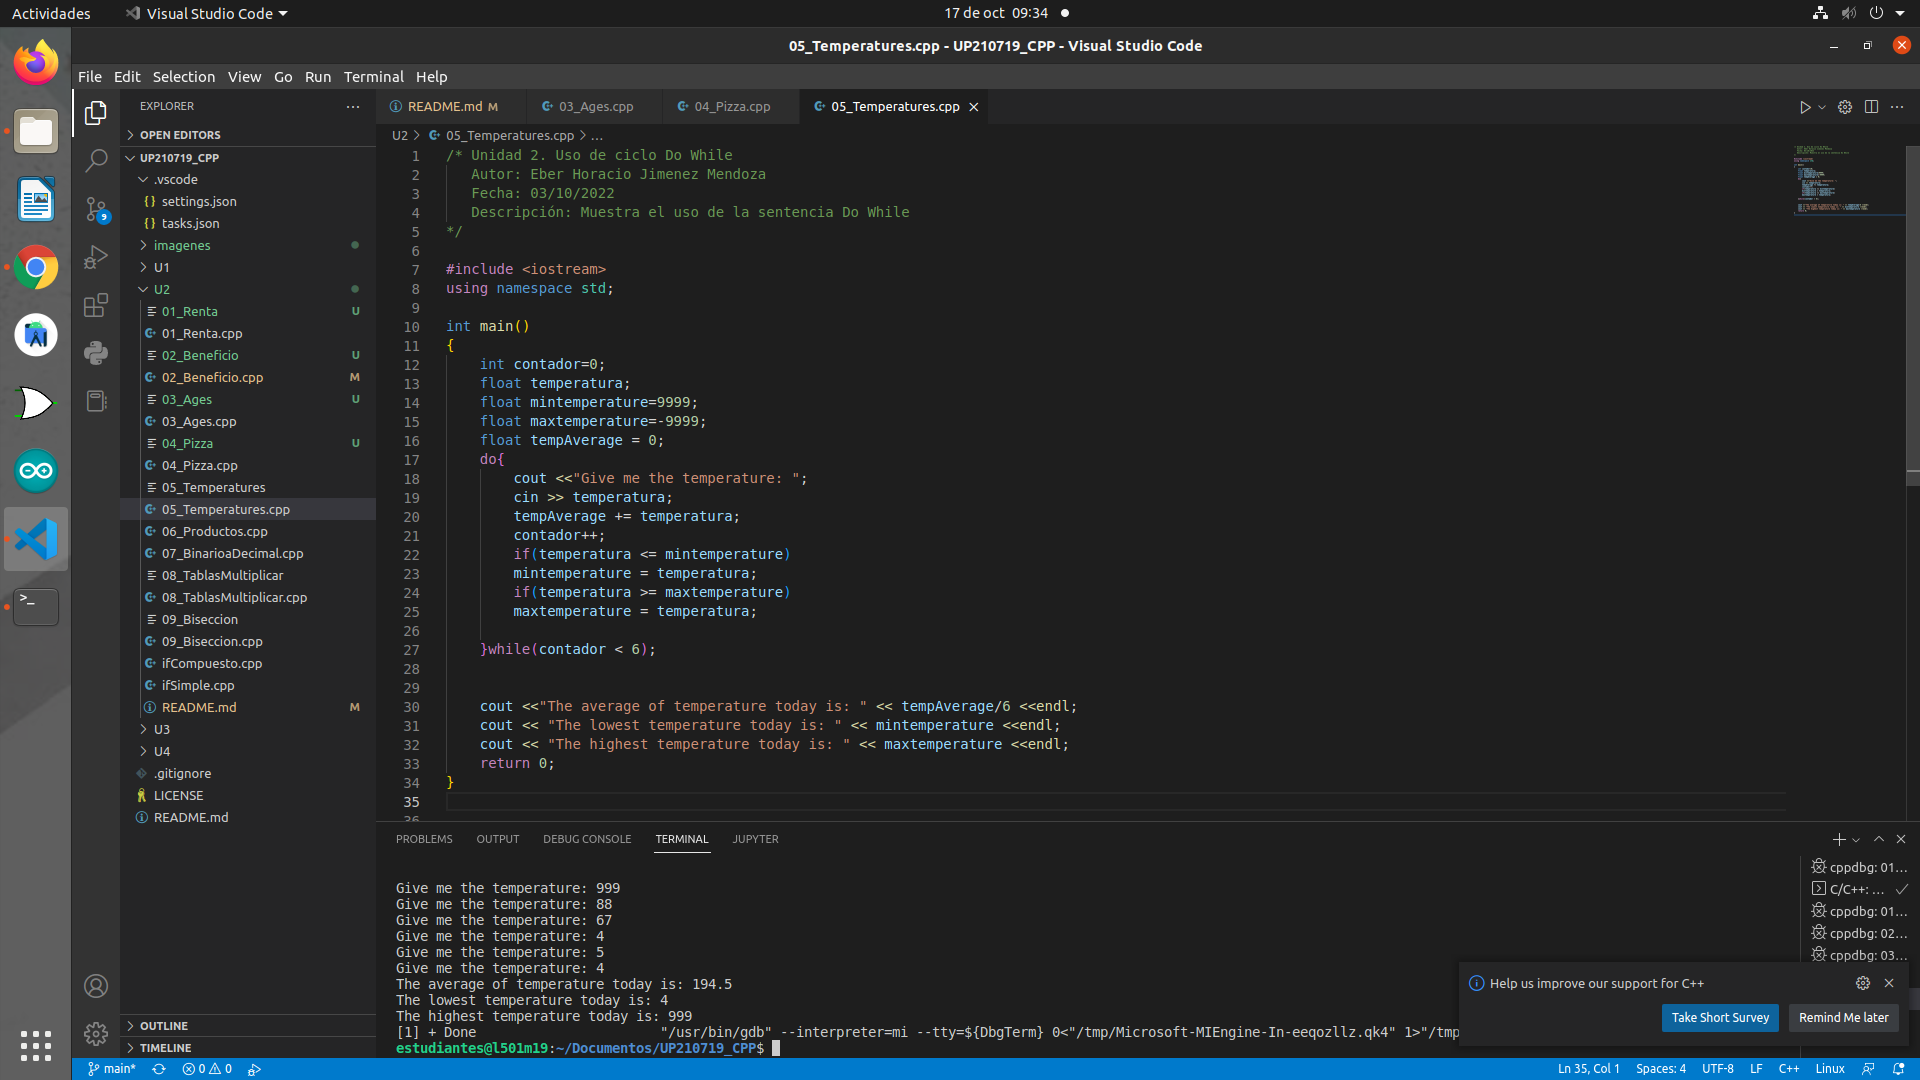 Actividades
Visual Studio Code
17 de oct 09:34
05_Temperatures.cpp - UP210719_CPP - Visual Studio Code
File Edit Selection View Go Run Terminal Help
EXPLORER
OPEN EDITORS
UP210719_CPP
.vscode
settings.json
tasks.json
imagenes
U1
U2
01_Renta U
01_Renta.cpp
02_Beneficio U
02_Beneficio.cpp M
03_Ages U
03_Ages.cpp
04_Pizza U
04_Pizza.cpp
05_Temperatures
05_Temperatures.cpp
06_Productos.cpp
07_BinarioaDecimal.cpp
08_TablasMultiplicar
08_TablasMultiplicar.cpp
09_Biseccion
09_Biseccion.cpp
ifCompuesto.cpp
ifSimple.cpp
README.md M
U3
U4
.gitignore
LICENSE
README.md
OUTLINE
TIMELINE
9
README.md M
03_Ages.cpp
04_Pizza.cpp
05_Temperatures.cpp
U2 > 05_Temperatures.cpp > ...
1 /* Unidad 2. Uso de ciclo Do While
2 Autor: Eber Horacio Jimenez Mendoza
3 Fecha: 03/10/2022
4 Descripción: Muestra el uso de la sentencia Do While
5 */
6
7 #include <iostream>
8 using namespace std;
9
10 int main()
11 {
12 int contador=0;
13 float temperatura;
14 float mintemperature=9999;
15 float maxtemperature=-9999;
16 float tempAverage = 0;
17 do{
18 cout <<"Give me the temperature: ";
19 cin >> temperatura;
20 tempAverage += temperatura;
21 contador++;
22 if(temperatura <= mintemperature)
23 mintemperature = temperatura;
24 if(temperatura >= maxtemperature)
25 maxtemperature = temperatura;
26
27 }while(contador < 6);
28
29
30 cout <<"The average of temperature today is: " << tempAverage/6 <<endl;
31 cout << "The lowest temperature today is: " << mintemperature <<endl;
32 cout << "The highest temperature today is: " << maxtemperature <<endl;
33 return 0;
34 }
35
36
PROBLEMS OUTPUT DEBUG CONSOLE TERMINAL JUPYTER
Give me the temperature: 999
Give me the temperature: 88
Give me the temperature: 67
Give me the temperature: 4
Give me the temperature: 5
Give me the temperature: 4
The average of temperature today is: 194.5
The lowest temperature today is: 4
The highest temperature today is: 999
[1] + Done "/usr/bin/gdb" --interpreter=mi --tty=${DbgTerm} 0<"/tmp/Microsoft-MIEngine-In-eeqozllz.qk4" 1>"/tmp
estudiantes@l501m19:~/Documentos/UP210719_CPP$
cppdbg: 01...
C/C++: ...
cppdbg: 01...
cppdbg: 02...
cppdbg: 03...
Help us improve our support for C++
Take Short Survey
Remind Me later
main*
0 0
Ln 35, Col 1
Spaces: 4
UTF-8
LF
C++
Linux